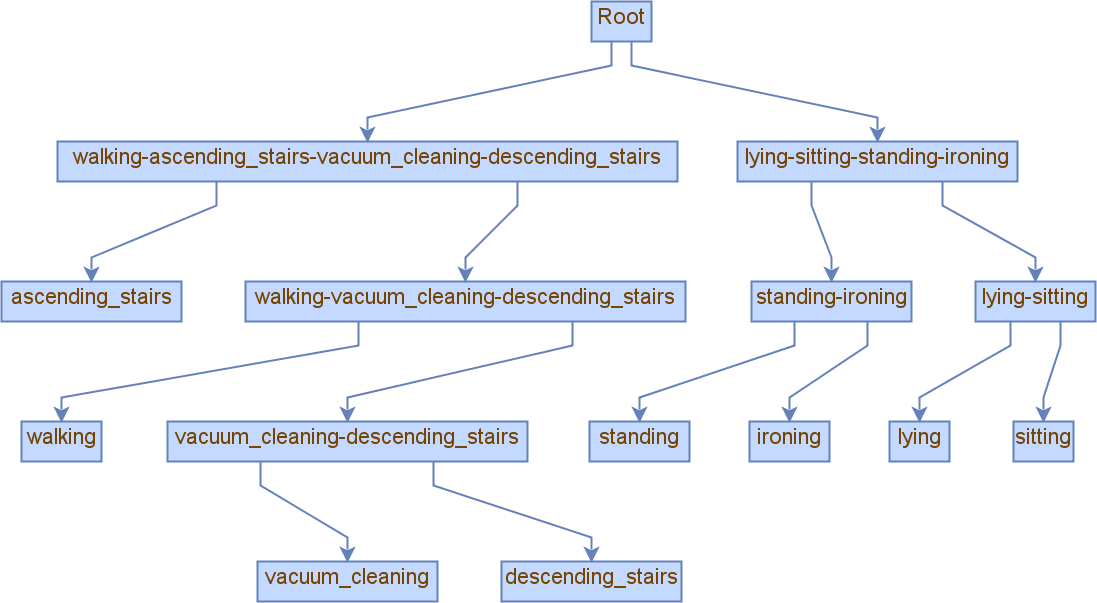 Root
walking-ascending_stairs-vacuum_cleaning-descending_stairs
lying-sitting-standing-ironing
ascending_stairs
walking-vacuum_cleaning-descending_stairs
standing-ironing
lying-sitting
walking
vacuum_cleaning-descending_stairs
standing
ironing
lying
sitting
vacuum_cleaning
descending_stairs